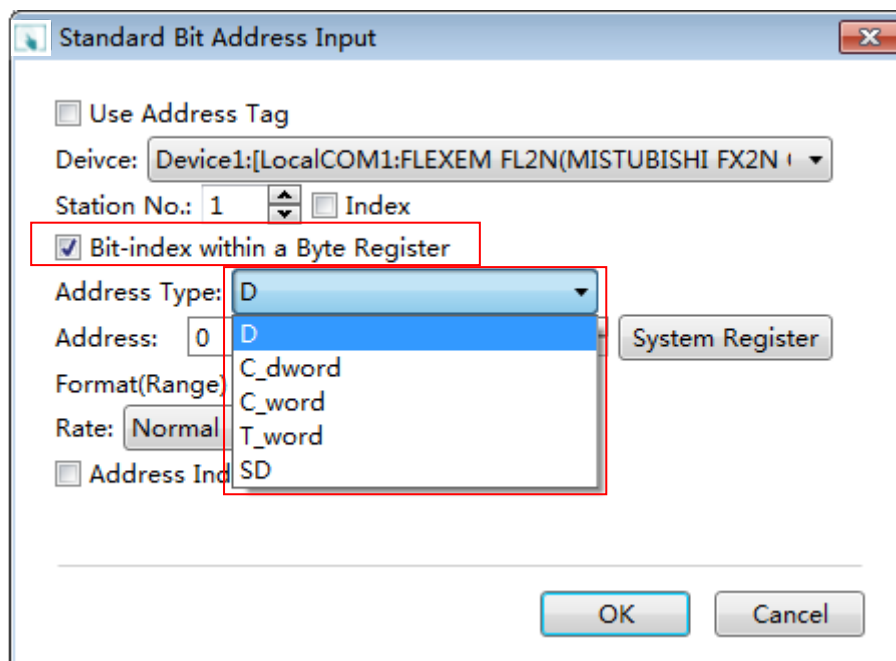 Standard Bit Address Input
Use Address Tag
Deivce: Device1:[LocalCOM1:FLEXEM FL2N(MISTUBISHI FX2N
Station No.: 1 Index
Bit-index within a Byte Register
Address Type: D
Address: 0 D System Register
C_dword
Format(Range)
C_word
Rate: Normal T_word
Address Ind SD
OK Cancel